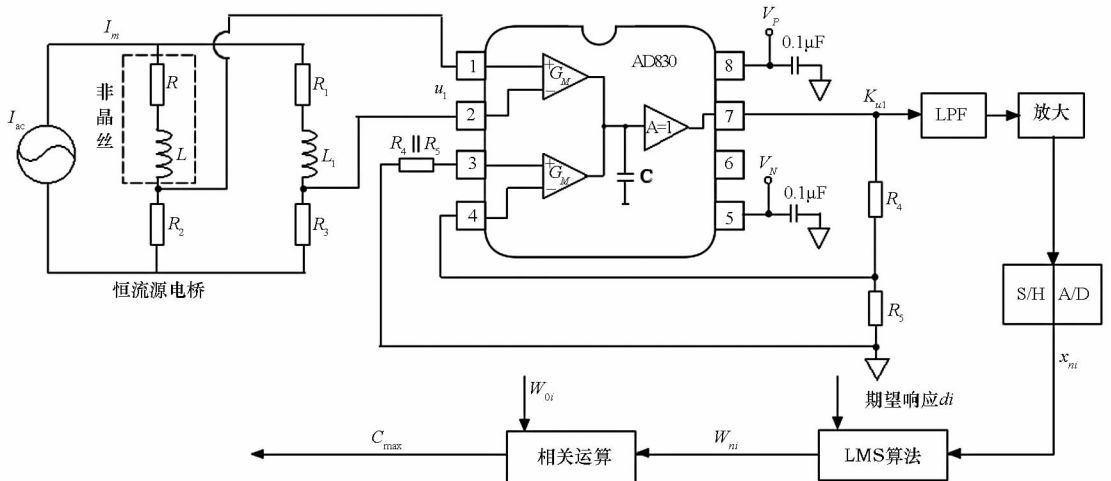 I_m
I_ac
非晶丝
R
L
R_2
R_1
L_1
R_3
恒流源电桥
u_1
R_4 || R_5
1
2
3
4
AD830
+
G_M
−
+
G_M
−
A=1
C
8
7
6
5
V_P
0.1μF
V_N
0.1μF
K_u1
LPF
放大
R_4
R_5
S/H A/D
x_ni
期望响应di
LMS算法
W_ni
W_0i
相关运算
C_max